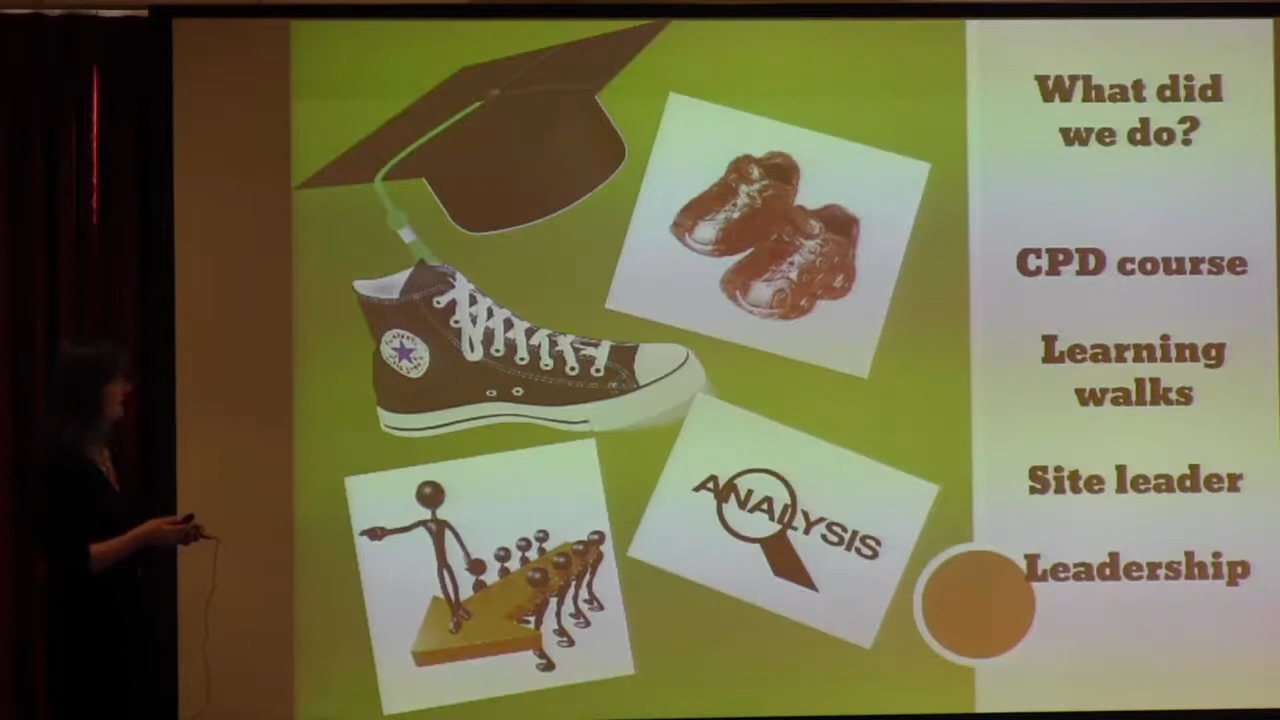 What did
we do?
CPD course
Learning
walks
Site leader
Leadership
ANALYSIS